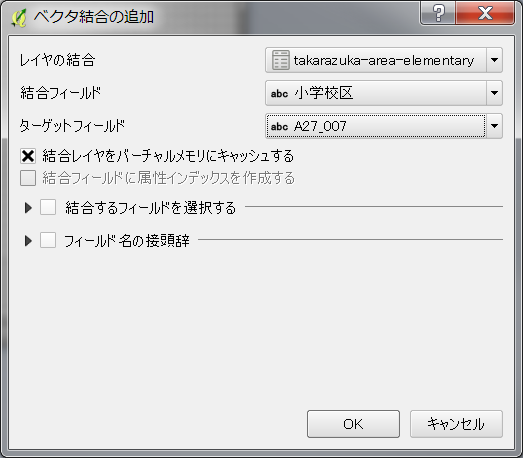 ベクタ結合の追加
レイヤの結合 takarazuka-area-elementary
結合フィールド abc 小学校区
ターゲットフィールド abc A27_007
結合レイヤをバーチャルメモリにキャッシュする
結合フィールドに属性インデックスを作成する
結合するフィールドを選択する
フィールド名の接頭辞
OK キャンセル